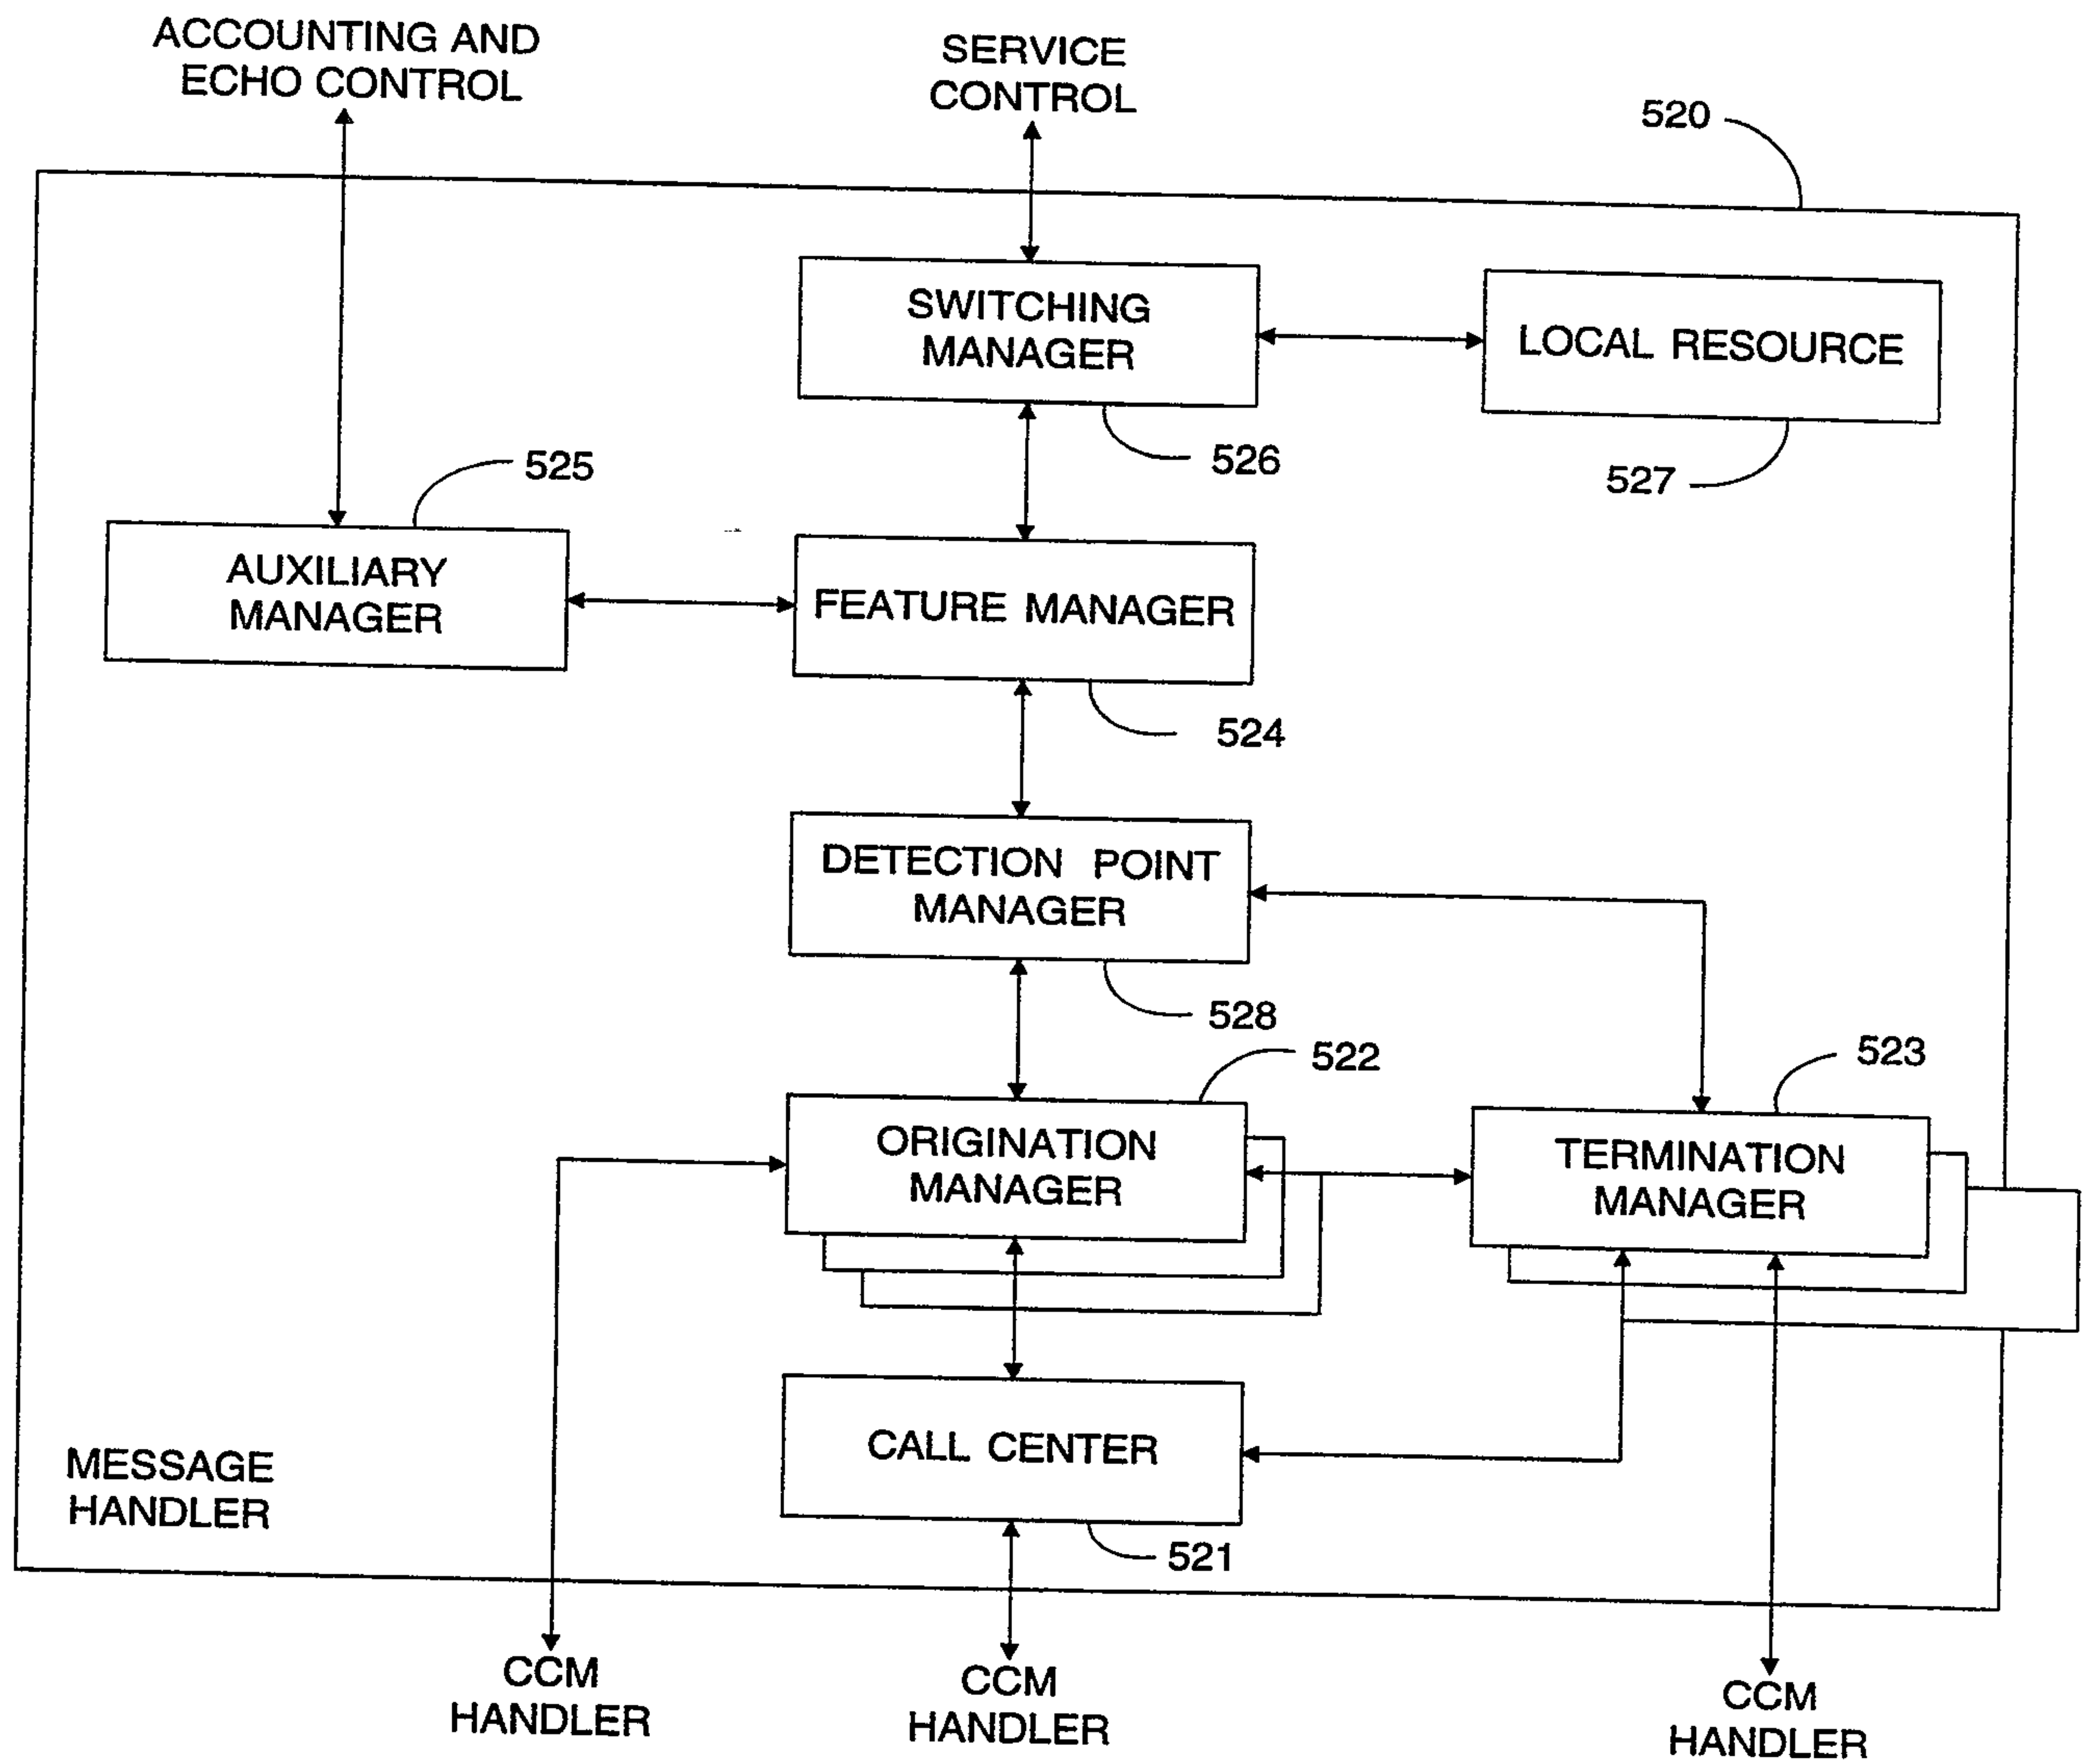 ACCOUNTING AND
ECHO CONTROL
SERVICE
CONTROL
520
SWITCHING
MANAGER
LOCAL RESOURCE
526
527
525
AUXILIARY
MANAGER
FEATURE MANAGER
524
DETECTION POINT
MANAGER
528
522
523
ORIGINATION
MANAGER
TERMINATION
MANAGER
CALL CENTER
MESSAGE
HANDLER
521
CCM
HANDLER
CCM
HANDLER
CCM
HANDLER